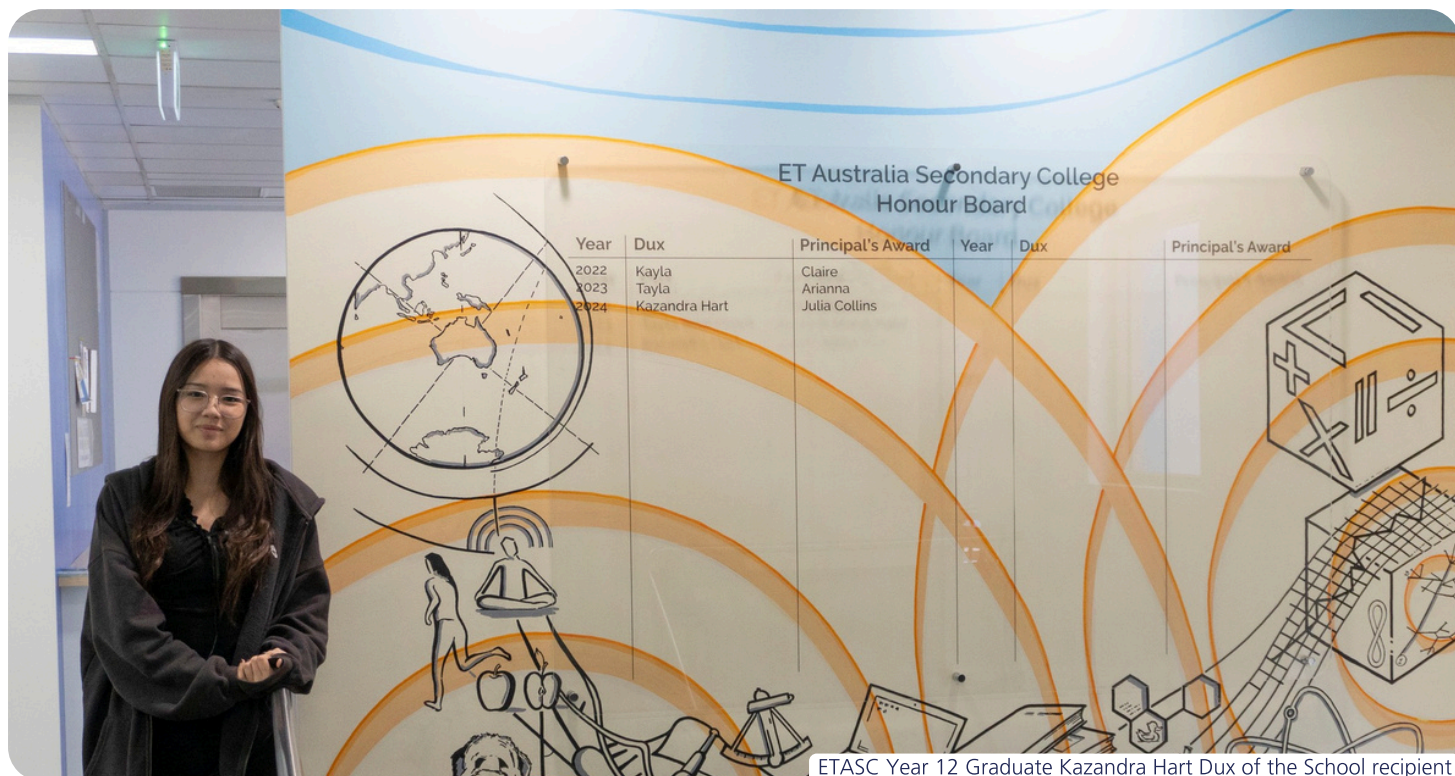 ET Australia Secondary College
Honour Board
Year Dux Principal's Award Year Dux Principal's Award
2022 Kayla Claire
2023 Tayla Arianna
2024 Kazandra Hart Julia Collins
ETASC Year 12 Graduate Kazandra Hart Dux of the School recipient